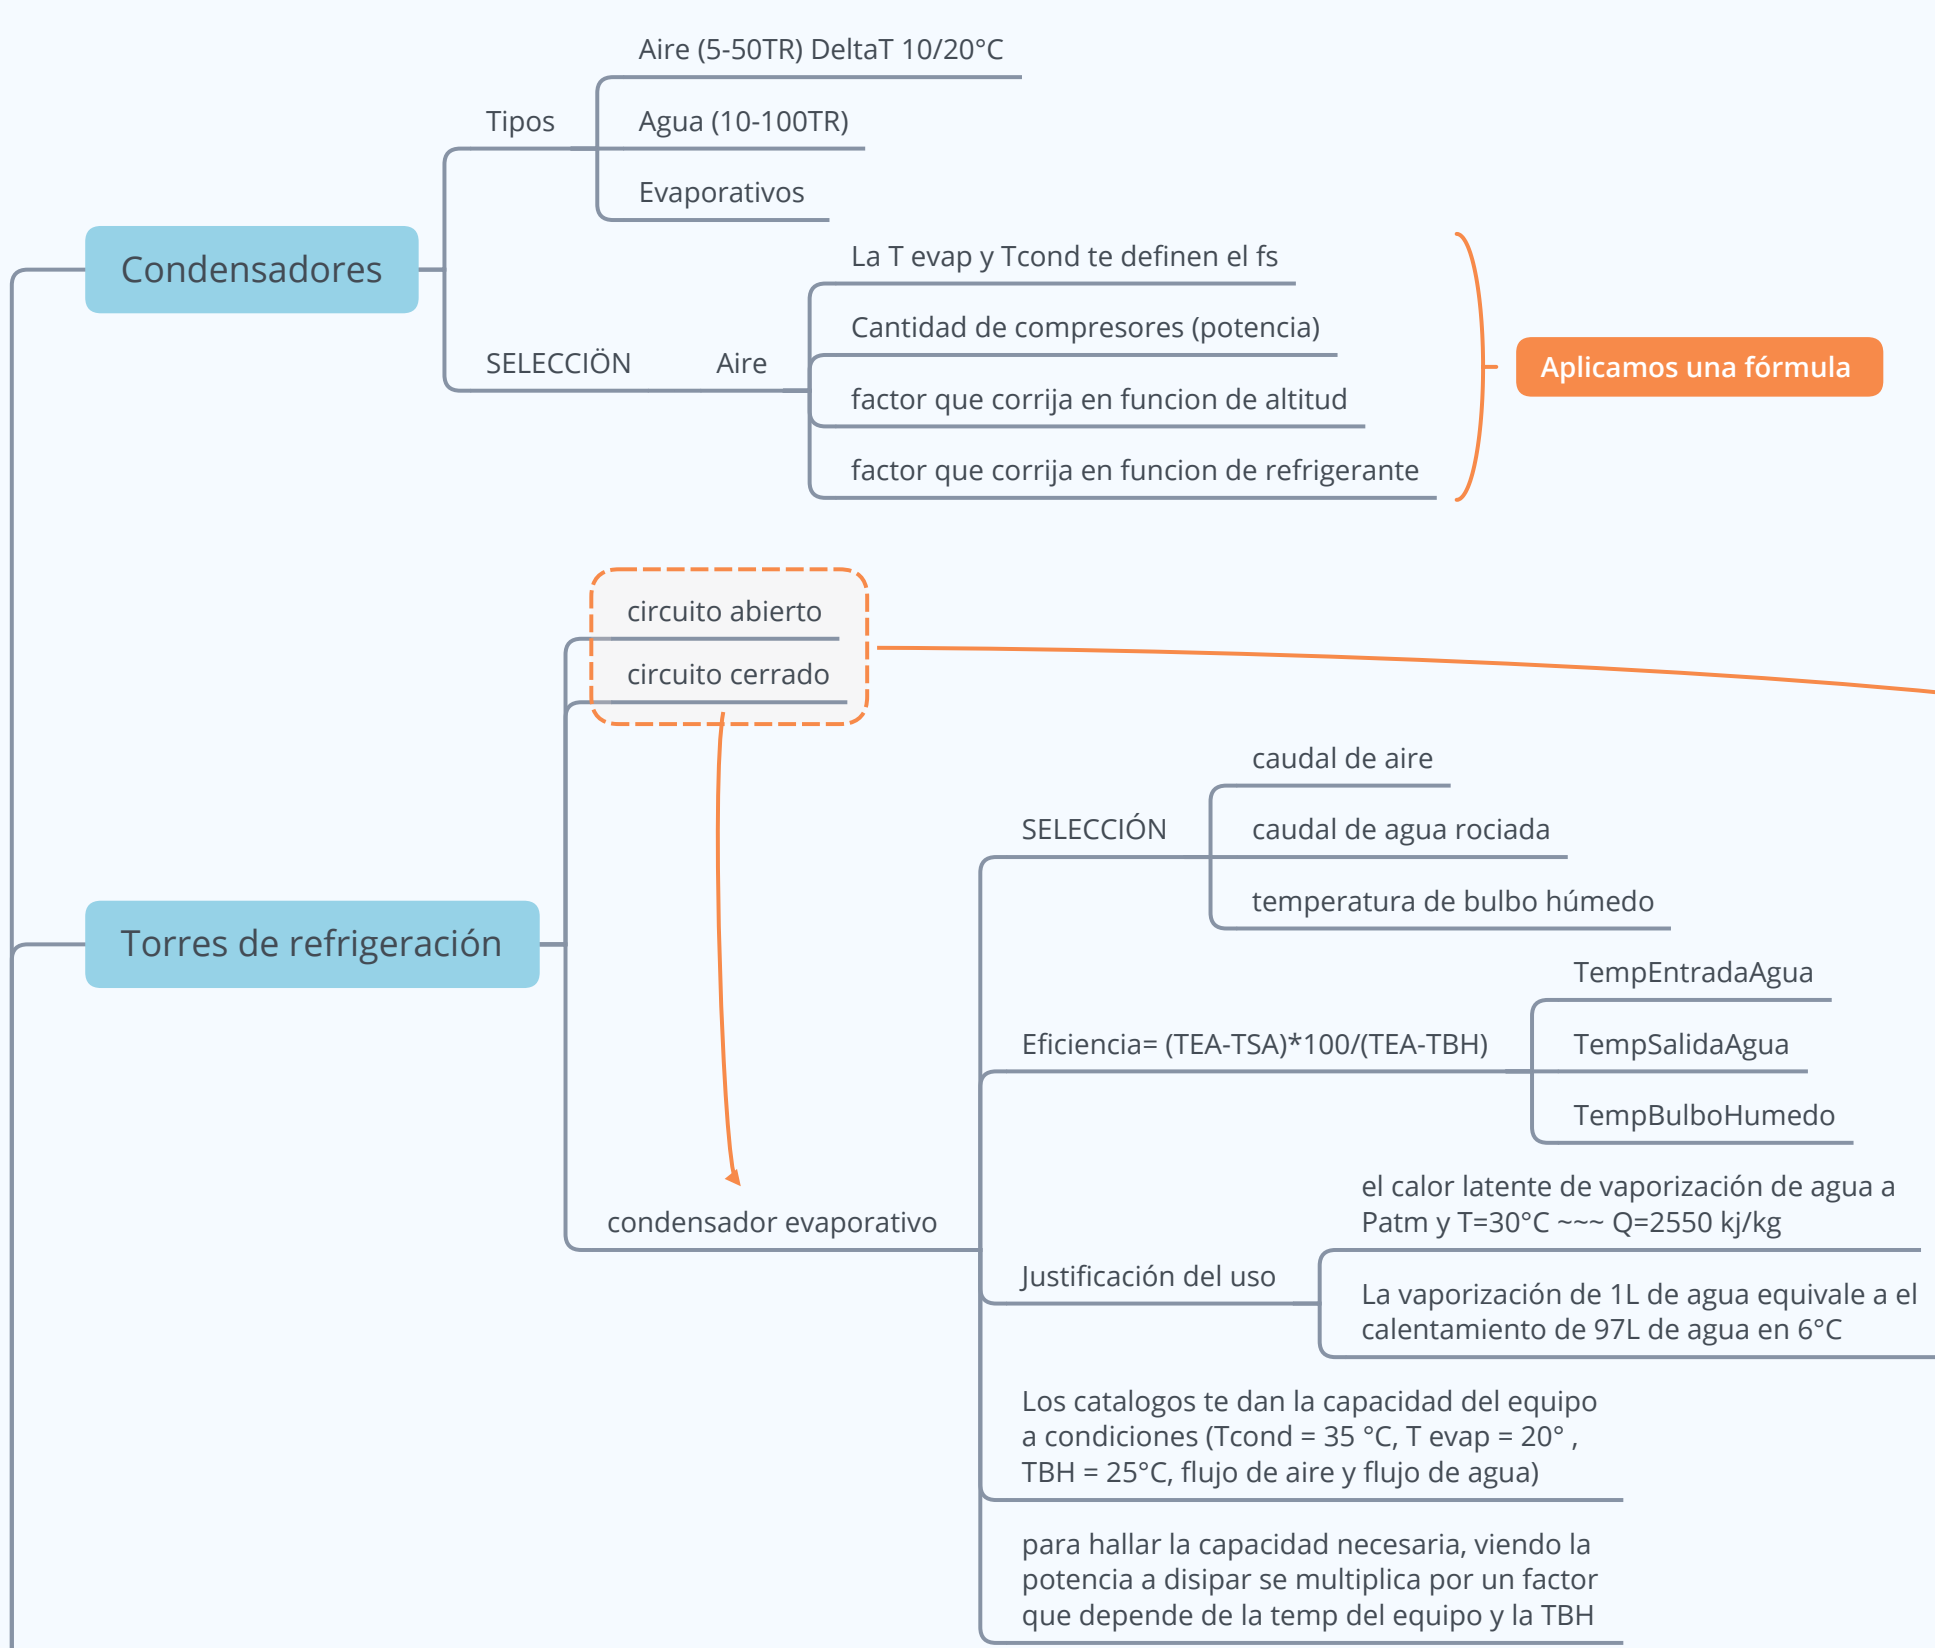 Aire (5-50TR) DeltaT 10/20°C
Tipos
Agua (10-100TR)
Evaporativos
Condensadores
La T evap y Tcond te definen el fs
Cantidad de compresores (potencia)
SELECCIÖN
Aire
factor que corrija en funcion de altitud
factor que corrija en funcion de refrigerante
Aplicamos una fórmula
circuito abierto
circuito cerrado
Torres de refrigeración
caudal de aire
SELECCIÓN
caudal de agua rociada
temperatura de bulbo húmedo
TempEntradaAgua
Eficiencia= (TEA-TSA)*100/(TEA-TBH)
TempSalidaAgua
TempBulboHumedo
condensador evaporativo
el calor latente de vaporización de agua a
Patm y T=30°C ~~~ Q=2550 kj/kg
Justificación del uso
La vaporización de 1L de agua equivale a el
calentamiento de 97L de agua en 6°C
Los catalogos te dan la capacidad del equipo
a condiciones (Tcond = 35 °C, T evap = 20° ,
TBH = 25°C, flujo de aire y flujo de agua)
para hallar la capacidad necesaria, viendo la
potencia a disipar se multiplica por un factor
que depende de la temp del equipo y la TBH